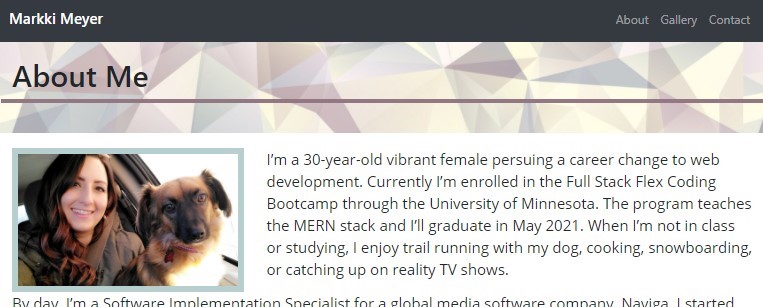 Markki Meyer
About Gallery Contact
About Me
I'm a 30-year-old vibrant female persuing a career change to web
development. Currently I'm enrolled in the Full Stack Flex Coding
Bootcamp through the University of Minnesota. The program teaches
the MERN stack and I'll graduate in May 2021. When I'm not in class
or studying, I enjoy trail running with my dog, cooking, snowboarding,
or catching up on reality TV shows.
By day, I'm a Software Implementation Specialist for a global media software company, Naviga. I started